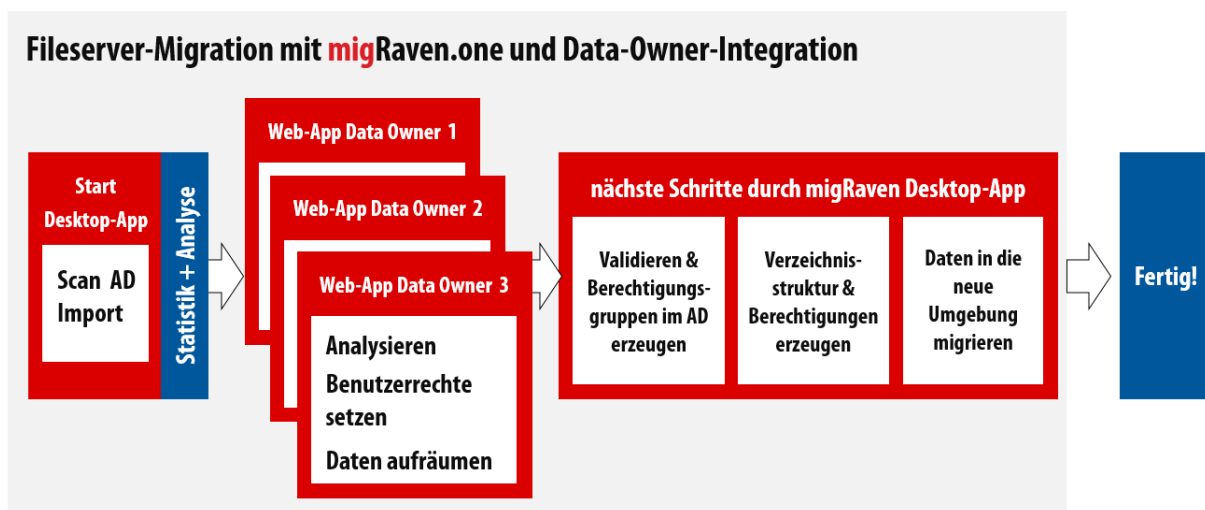 Fileserver-Migration mit migRaven.one und Data-Owner-Integration
Start
Desktop-App
Scan AD
Import
Statistik + Analyse
Web-App Data Owner 1
Web-App Data Owner 2
Web-App Data Owner 3
Analysieren
Benutzerrechte
setzen
Daten aufräumen
nächste Schritte durch migRaven Desktop-App
Validieren &
Berechtigungs-
gruppen im AD
erzeugen
Verzeichnis-
struktur &
Berechtigungen
erzeugen
Daten in die
neue
Umgebung
migrieren
Fertig!